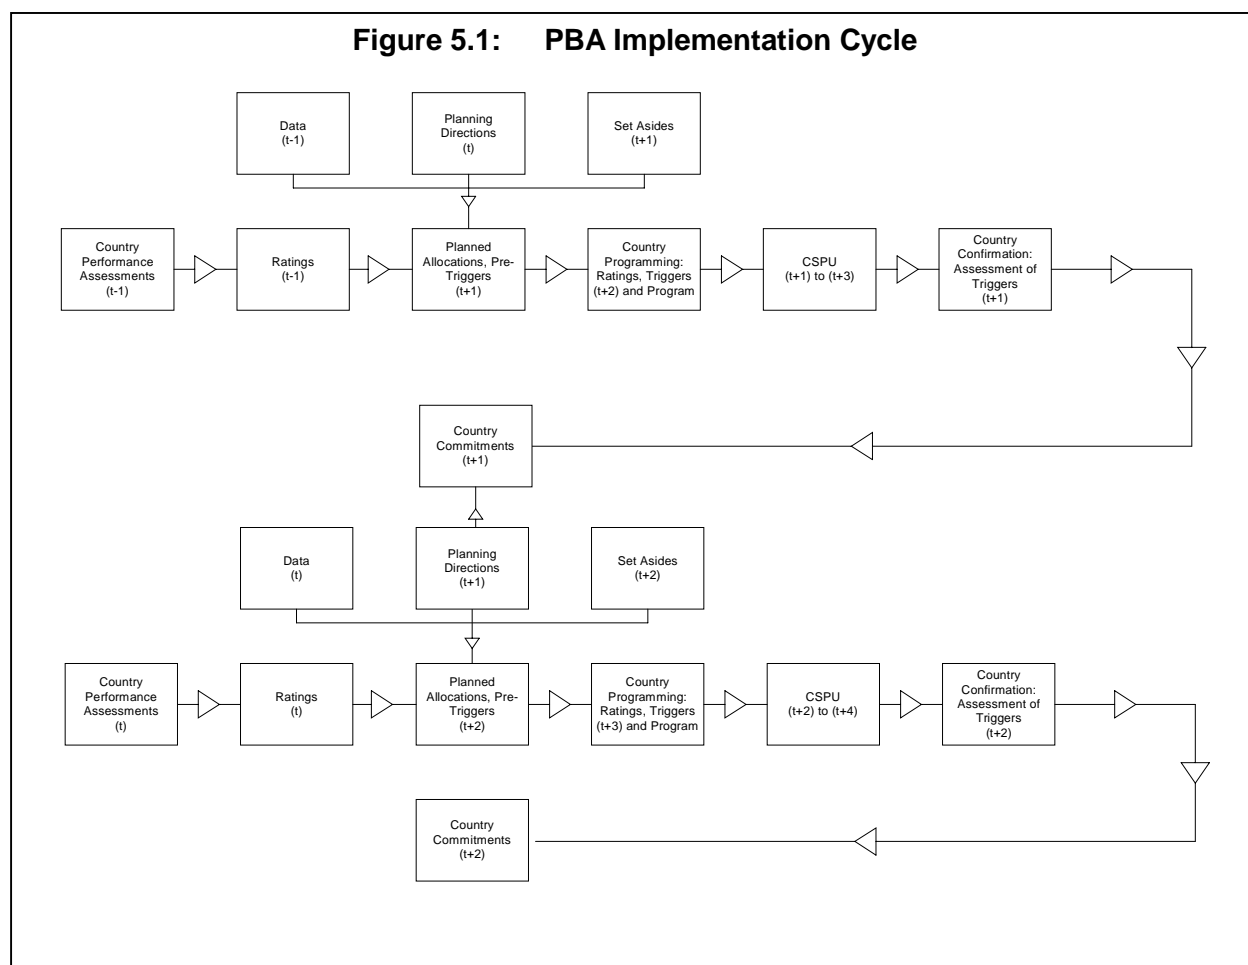 Figure 5.1: PBA Implementation Cycle
Data
(t-1)
Planning
Directions
(t)
Set Asides
(t+1)
Country
Performance
Assessments
(t-1)
Ratings
(t-1)
Planned
Allocations, Pre-
Triggers
(t+1)
Country
Programming:
Ratings, Triggers
(t+2) and Program
CSPU
(t+1) to (t+3)
Country
Confirmation:
Assessment of
Triggers
(t+1)
Country
Commitments
(t+1)
Data
(t)
Planning
Directions
(t+1)
Set Asides
(t+2)
Country
Performance
Assessments
(t)
Ratings
(t)
Planned
Allocations, Pre-
Triggers
(t+2)
Country
Programming:
Ratings, Triggers
(t+3) and Program
CSPU
(t+2) to (t+4)
Country
Confirmation:
Assessment of
Triggers
(t+2)
Country
Commitments
(t+2)